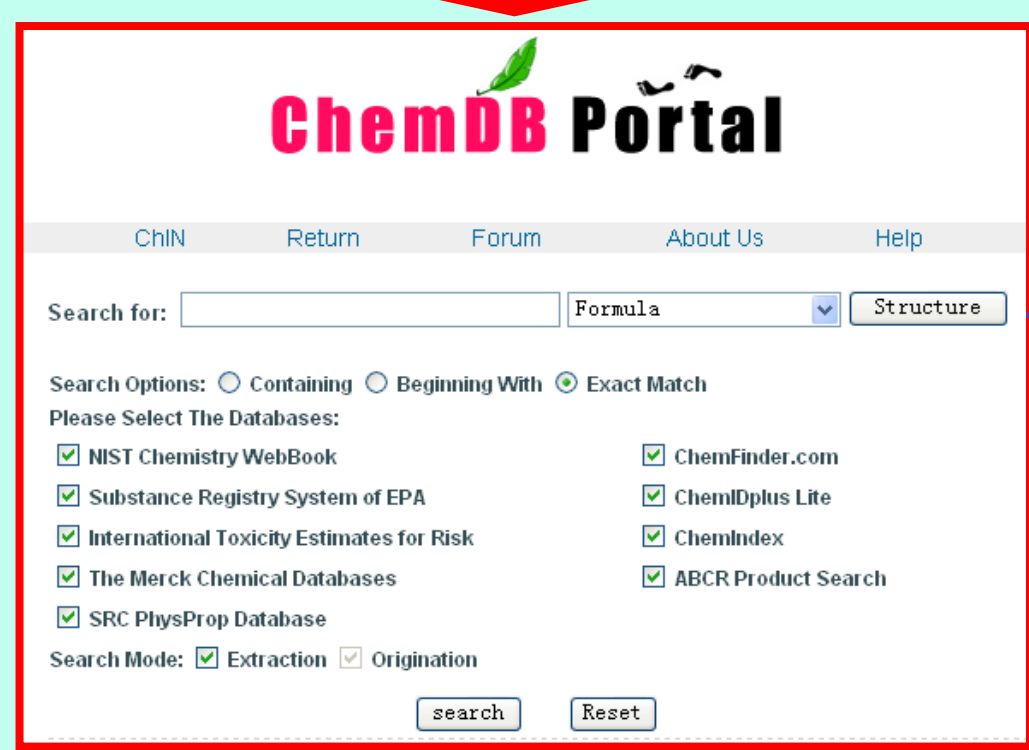 ChemDB Portal
ChIN Return Forum About Us Help
Search for: Formula Structure
Search Options: Containing Beginning With Exact Match
Please Select The Databases:
NIST Chemistry WebBook ChemFinder.com
Substance Registry System of EPA ChemIDplus Lite
International Toxicity Estimates for Risk ChemIndex
The Merck Chemical Databases ABCR Product Search
SRC PhysProp Database
Search Mode: Extraction Origination
search Reset